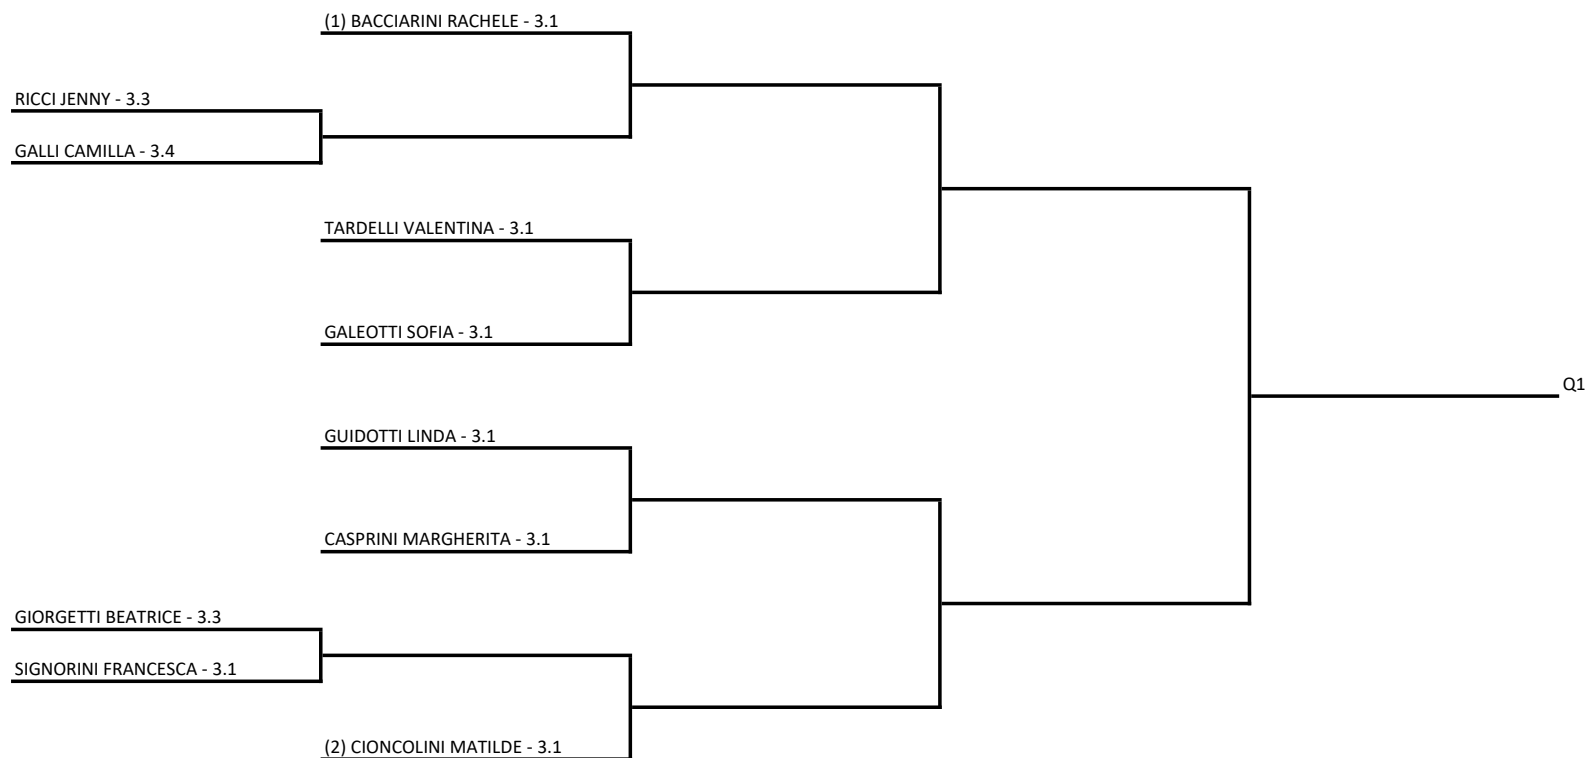 (1) BACCIARINI RACHELE - 3.1
RICCI JENNY - 3.3
GALLI CAMILLA - 3.4
TARDELLI VALENTINA - 3.1
GALEOTTI SOFIA - 3.1
Q1
GUIDOTTI LINDA - 3.1
CASPRINI MARGHERITA - 3.1
GIORGETTI BEATRICE - 3.3
SIGNORINI FRANCESCA - 3.1
(2) CIONCOLINI MATILDE - 3.1